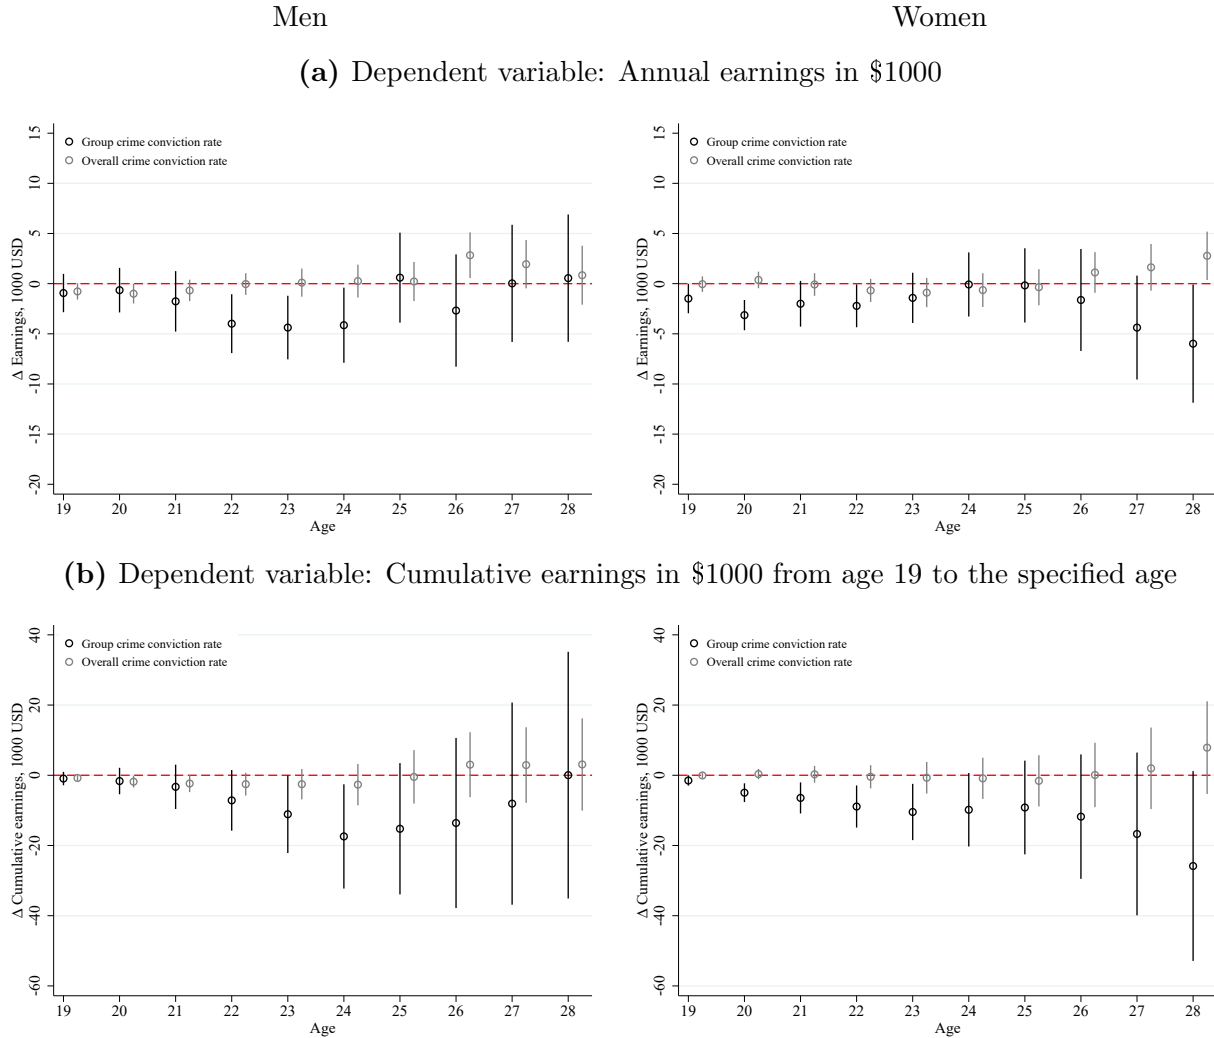 Men Women
(a) Dependent variable: Annual earnings in $1000
Group crime conviction rate
Overall crime conviction rate
Δ Earnings, 1000 USD
15
10
5
0
-5
-10
-15
-20
19 20 21 22 23 24 25 26 27 28
Age
Group crime conviction rate
Overall crime conviction rate
Δ Earnings, 1000 USD
15
10
5
0
-5
-10
-15
-20
19 20 21 22 23 24 25 26 27 28
Age
(b) Dependent variable: Cumulative earnings in $1000 from age 19 to the specified age
Group crime conviction rate
Overall crime conviction rate
Δ Cumulative earnings, 1000 USD
40
20
0
-20
-40
-60
19 20 21 22 23 24 25 26 27 28
Age
Group crime conviction rate
Overall crime conviction rate
Δ Cumulative earnings, 1000 USD
40
20
0
-20
-40
-60
19 20 21 22 23 24 25 26 27 28
Age